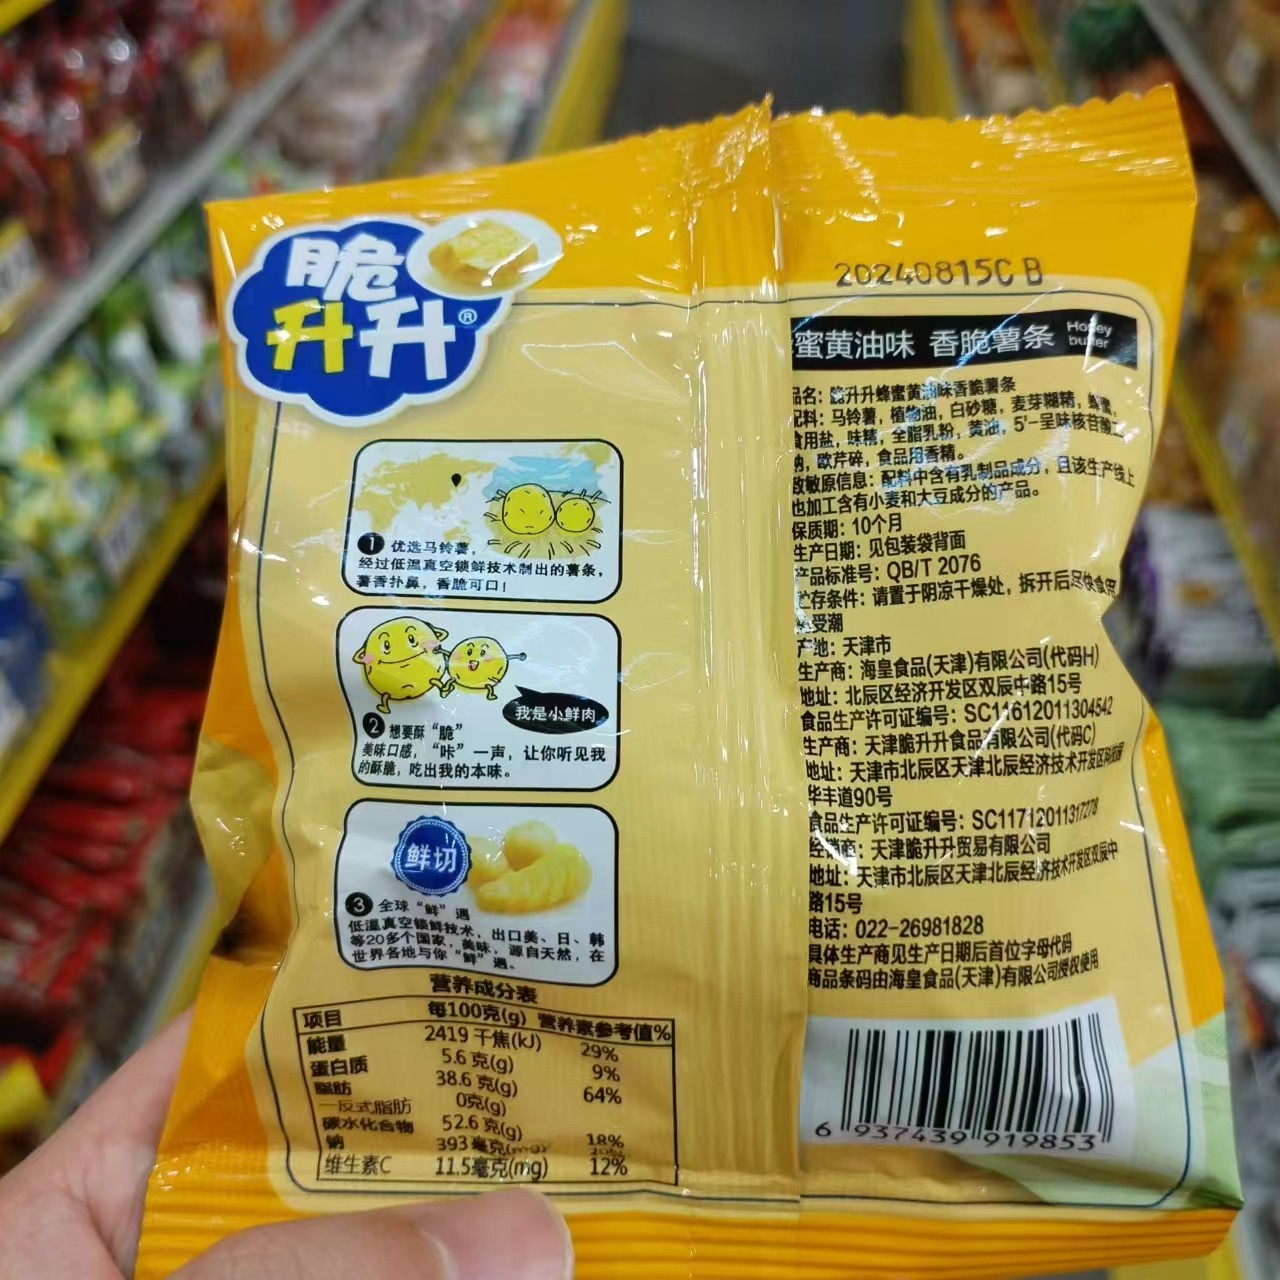 脆
升升®
20240815C B
蜜黄油味 香脆薯条 Honey butter
品名：脆升升蜂蜜黄油味香脆薯条
配料：马铃薯，植物油，白砂糖，麦芽糊精，蜂蜜，
食用盐，味精，全脂乳粉，黄油，5'-呈味核苷酸二
钠，欧芹碎，食品用香精。
致敏原信息：配料中含有乳制品成分，且该生产线上
也加工含有小麦和大豆成分的产品。
保质期：10个月
生产日期：见包装袋背面
产品标准号：QB/T 2076
贮存条件：请置于阴凉干燥处，拆开后尽快食用
受潮
产地：天津市
生产商：海皇食品(天津)有限公司(代码H)
地址：北辰区经济开发区双辰中路15号
食品生产许可证编号：SC11612011304542
生产商：天津脆升升食品有限公司(代码C)
地址：天津市北辰区天津北辰经济技术开发区科技园
华丰道90号
食品生产许可证编号：SC11712011317278
经销商：天津脆升升贸易有限公司
地址：天津市北辰区天津北辰经济技术开发区双辰中
路15号
电话：022-26981828
具体生产商见生产日期后首位字母代码
商品条码由海皇食品(天津)有限公司授权使用
6 937439 919853
1 优选马铃薯，
经过低温真空锁鲜技术制出的薯条，
薯香扑鼻，香脆可口！
我是小鲜肉
2 想要酥“脆”
美味口感，“咔”一声，让你听见我
的酥脆，吃出我的本味。
鲜切
3 全球“鲜”遇
低温真空锁鲜技术，出口美、日、韩
等20多个国家，美味，源自天然，在
世界各地与你“鲜”遇。
营养成分表
项目 每100克(g) 营养素参考值%
能量 2419 千焦(kJ) 29%
蛋白质 5.6 克(g) 9%
脂肪 38.6 克(g) 64%
—反式脂肪 0克(g)
碳水化合物 52.6 克(g) 18%
钠 393 毫克(mg) 20%
维生素C 11.5毫克(mg) 12%